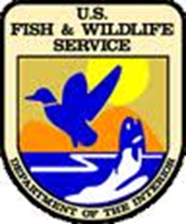 U.S.
FISH & WILDLIFE
SERVICE
DEPARTMENT OF THE INTERIOR